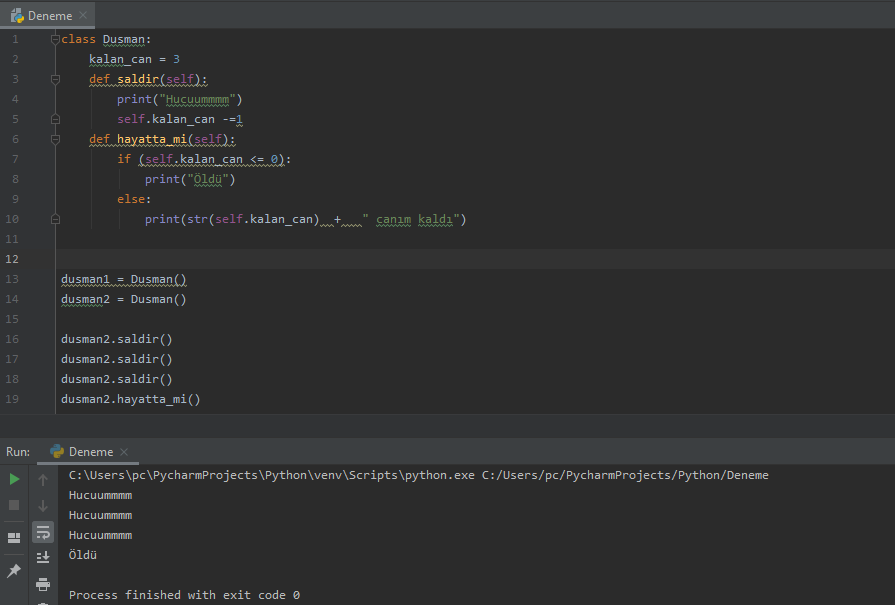 Deneme
1 class Dusman:
2     kalan_can = 3
3     def saldir(self):
4         print("Hucuummmm")
5         self.kalan_can -=1
6     def hayatta_mi(self):
7         if (self.kalan_can <= 0):
8             print("Öldü")
9         else:
10             print(str(self.kalan_can)  +   " canım kaldı")
11
12
13 dusman1 = Dusman()
14 dusman2 = Dusman()
15
16 dusman2.saldir()
17 dusman2.saldir()
18 dusman2.saldir()
19 dusman2.hayatta_mi()
Run: Deneme
C:\Users\pc\PycharmProjects\Python\venv\Scripts\python.exe C:/Users/pc/PycharmProjects/Python/Deneme
Hucuummmm
Hucuummmm
Hucuummmm
Öldü
Process finished with exit code 0